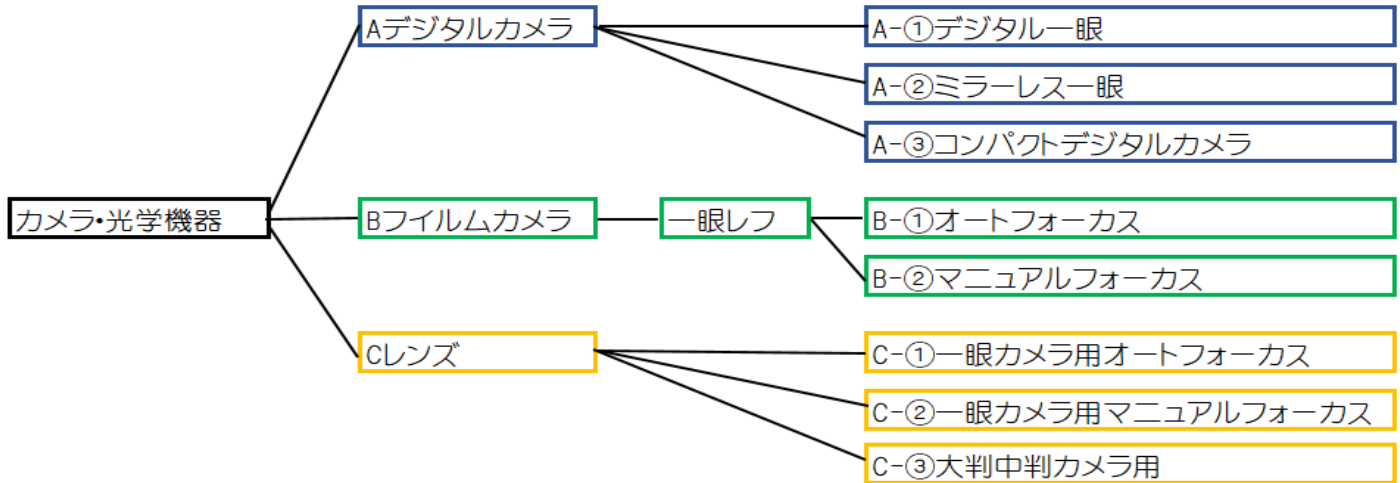 Aデジタルカメラ
A-①デジタル一眼
A-②ミラーレス一眼
A-③コンパクトデジタルカメラ
カメラ・光学機器
Bフイルムカメラ
一眼レフ
B-①オートフォーカス
B-②マニュアルフォーカス
Cレンズ
C-①一眼カメラ用オートフォーカス
C-②一眼カメラ用マニュアルフォーカス
C-③大判中判カメラ用